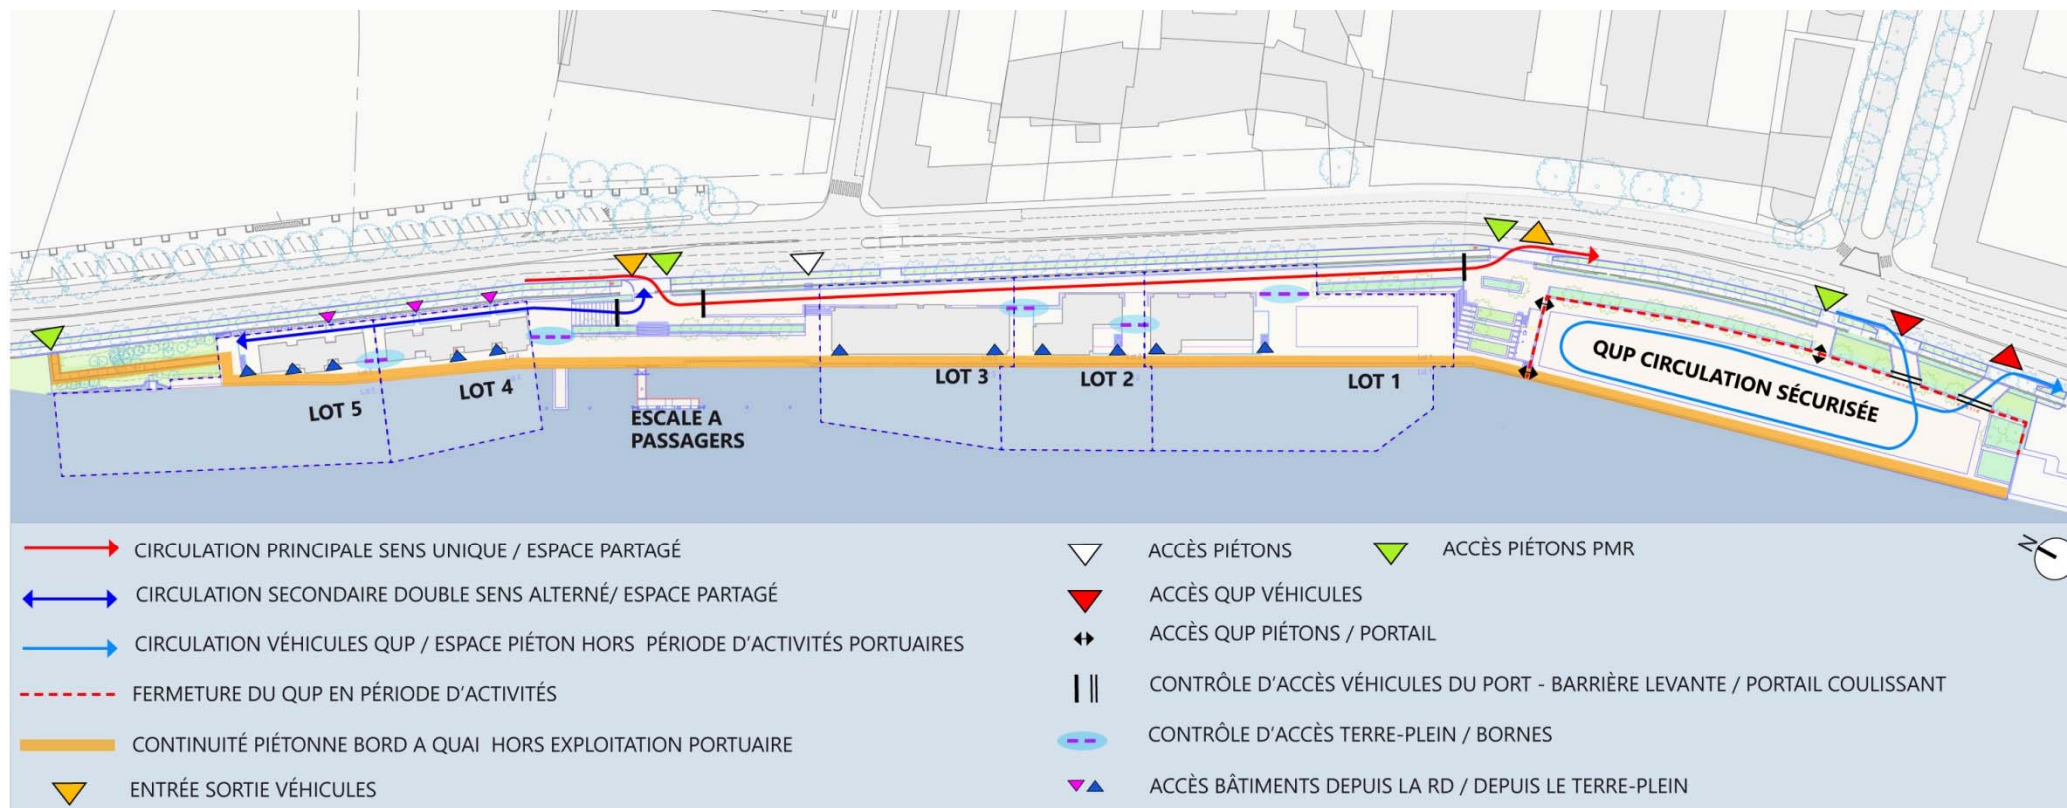 QUP CIRCULATION SÉCURISÉE
LOT 5
LOT 4
ESCALE A
PASSAGERS
LOT 3
LOT 2
LOT 1
CIRCULATION PRINCIPALE SENS UNIQUE / ESPACE PARTAGÉ
CIRCULATION SECONDAIRE DOUBLE SENS ALTERNÉ/ ESPACE PARTAGÉ
CIRCULATION VÉHICULES QUP / ESPACE PIÉTON HORS PÉRIODE D'ACTIVITÉS PORTUAIRES
FERMETURE DU QUP EN PÉRIODE D'ACTIVITÉS
CONTINUITÉ PIÉTONNE BORD A QUAI HORS EXPLOITATION PORTUAIRE
ENTRÉE SORTIE VÉHICULES
ACCÈS PIÉTONS
ACCÈS PIÉTONS PMR
ACCÈS QUP VÉHICULES
ACCÈS QUP PIÉTONS / PORTAIL
CONTRÔLE D'ACCÈS VÉHICULES DU PORT - BARRIÈRE LEVANTE / PORTAIL COULISSANT
CONTRÔLE D'ACCÈS TERRE-PLEIN / BORNES
ACCÈS BÂTIMENTS DEPUIS LA RD / DEPUIS LE TERRE-PLEIN
N